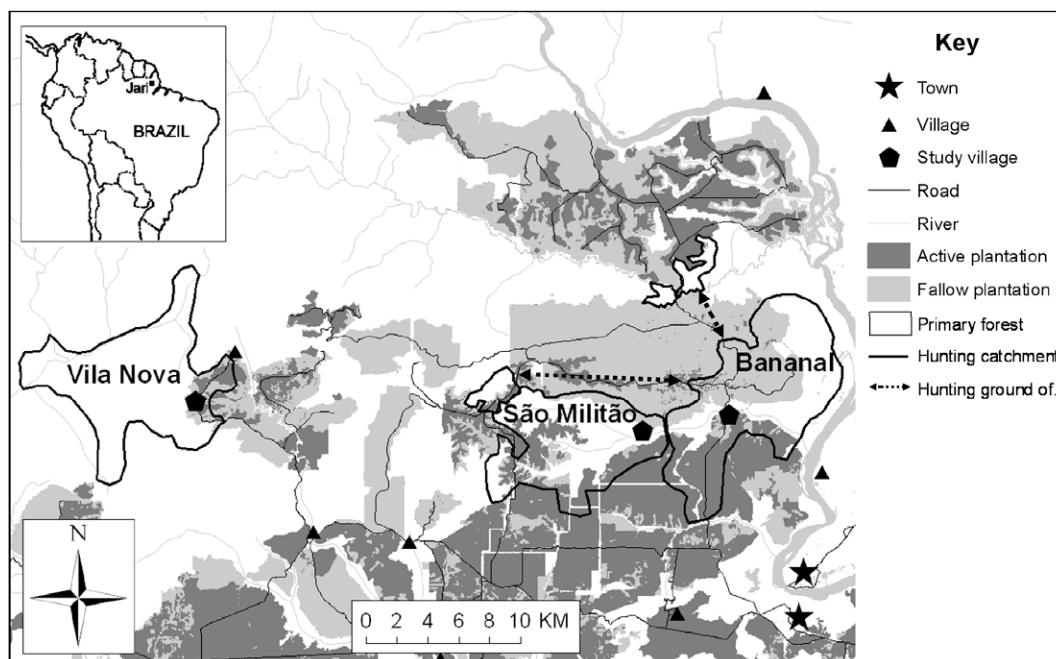 Jari
BRAZIL
Key
Town
Village
Study village
Road
River
Active plantation
Fallow plantation
Primary forest
Hunting catchment
Hunting ground of.
Vila Nova
São Militão
Bananal
N
0 2 4 6 8 10 KM